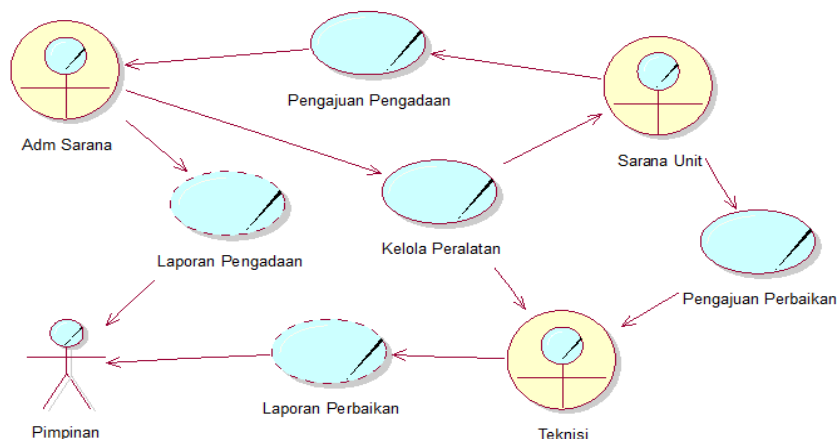 Pengajuan Pengadaan
Adm Sarana
Sarana Unit
Laporan Pengadaan
Kelola Peralatan
Pengajuan Perbaikan
Laporan Perbaikan
Pimpinan
Teknisi